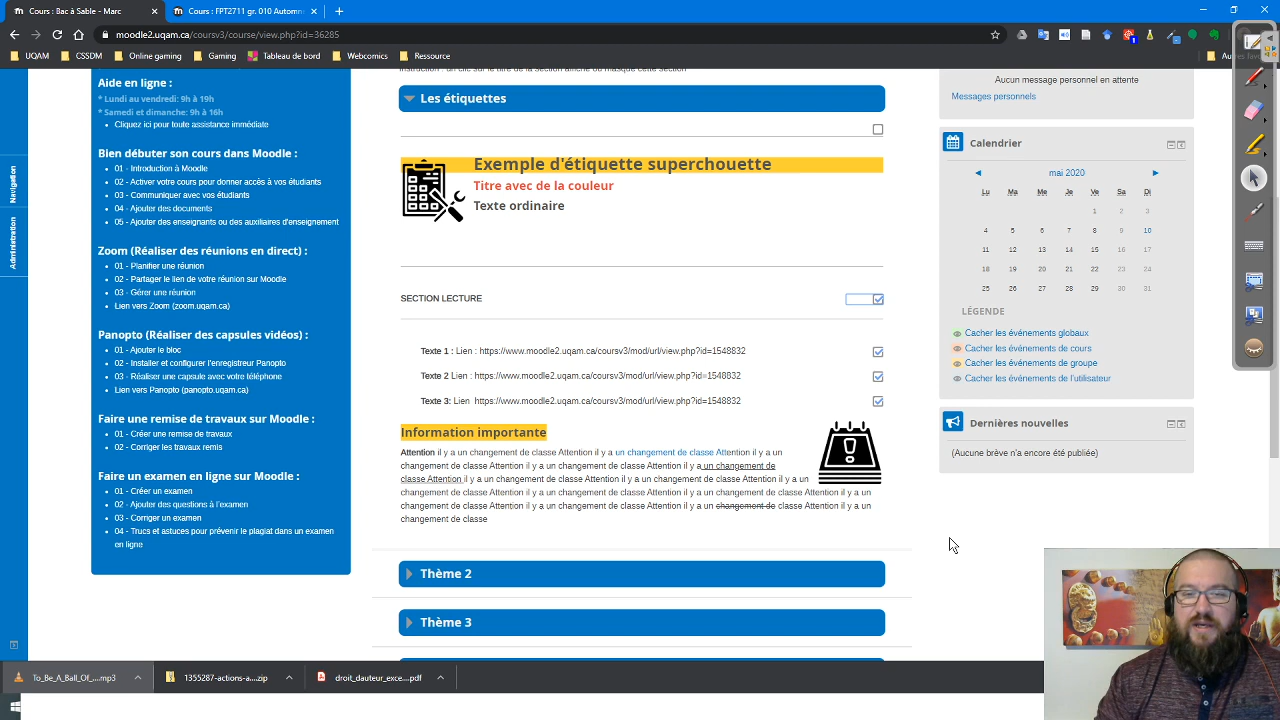 Cours : Bac à Sable - Marc
Cours : FPT2711 gr. 010 Automn
moodle2.uqam.ca/coursv3/course/view.php?id=36285
UQAM
CSSDM
Online gaming
Gaming
Tableau de bord
Webcomics
Ressource
Autres favoris
Instruction : un clic sur le titre de la section affiche ou masque cette section
Navigation
Administration
Aide en ligne :
* Lundi au vendredi: 9h à 19h
* Samedi et dimanche: 9h à 16h
Cliquez ici pour toute assistance immédiate
Bien débuter son cours dans Moodle :
01 - Introduction à Moodle
02 - Activer votre cours pour donner accès à vos étudiants
03 - Communiquer avec vos étudiants
04 - Ajouter des documents
05 - Ajouter des enseignants ou des auxiliaires d'enseignement
Zoom (Réaliser des réunions en direct) :
01 - Planifier une réunion
02 - Partager le lien de votre réunion sur Moodle
03 - Gérer une réunion
Lien vers Zoom (zoom.uqam.ca)
Panopto (Réaliser des capsules vidéos) :
01 - Ajouter le bloc
02 - Installer et configurer l'enregistreur Panopto
03 - Réaliser une capsule avec votre téléphone
Lien vers Panopto (panopto.uqam.ca)
Faire une remise de travaux sur Moodle :
01 - Créer une remise de travaux
02 - Corriger les travaux remis
Faire un examen en ligne sur Moodle :
01 - Créer un examen
02 - Ajouter des questions à l'examen
03 - Corriger un examen
04 - Trucs et astuces pour prévenir le plagiat dans un examen
en ligne
Les étiquettes
Exemple d'étiquette superchouette
Titre avec de la couleur
Texte ordinaire
SECTION LECTURE
Texte 1 : Lien : https://www.moodle2.uqam.ca/coursv3/mod/url/view.php?id=1548832
Texte 2 Lien : https://www.moodle2.uqam.ca/coursv3/mod/url/view.php?id=1548832
Texte 3: Lien https://www.moodle2.uqam.ca/coursv3/mod/url/view.php?id=1548832
Information importante
Attention il y a un changement de classe Attention il y a un changement de classe Attention il y a un
changement de classe Attention il y a un changement de classe Attention il y a un changement de
classe Attention il y a un changement de classe Attention il y a un changement de classe Attention il y a un
changement de classe Attention il y a un changement de classe Attention il y a un changement de classe
changement de classe Attention il y a un changement de classe Attention il y a un changement de classe Attention il y a un
changement de classe
Thème 2
Thème 3
Aucun message personnel en attente
Messages personnels
Calendrier
mai 2020
Lu Ma Me Je Ve Sa Di
1 2 3
4 5 6 7 8 9 10
11 12 13 14 15 16 17
18 19 20 21 22 23 24
25 26 27 28 29 30 31
LÉGENDE
Cacher les événements globaux
Cacher les événements de cours
Cacher les événements de groupe
Cacher les événements de l'utilisateur
Dernières nouvelles
(Aucune brève n'a encore été publiée)
To_Be_A_Ball_Of_....mp3
1355287-actions-a....zip
droit_dauteur_exce....pdf